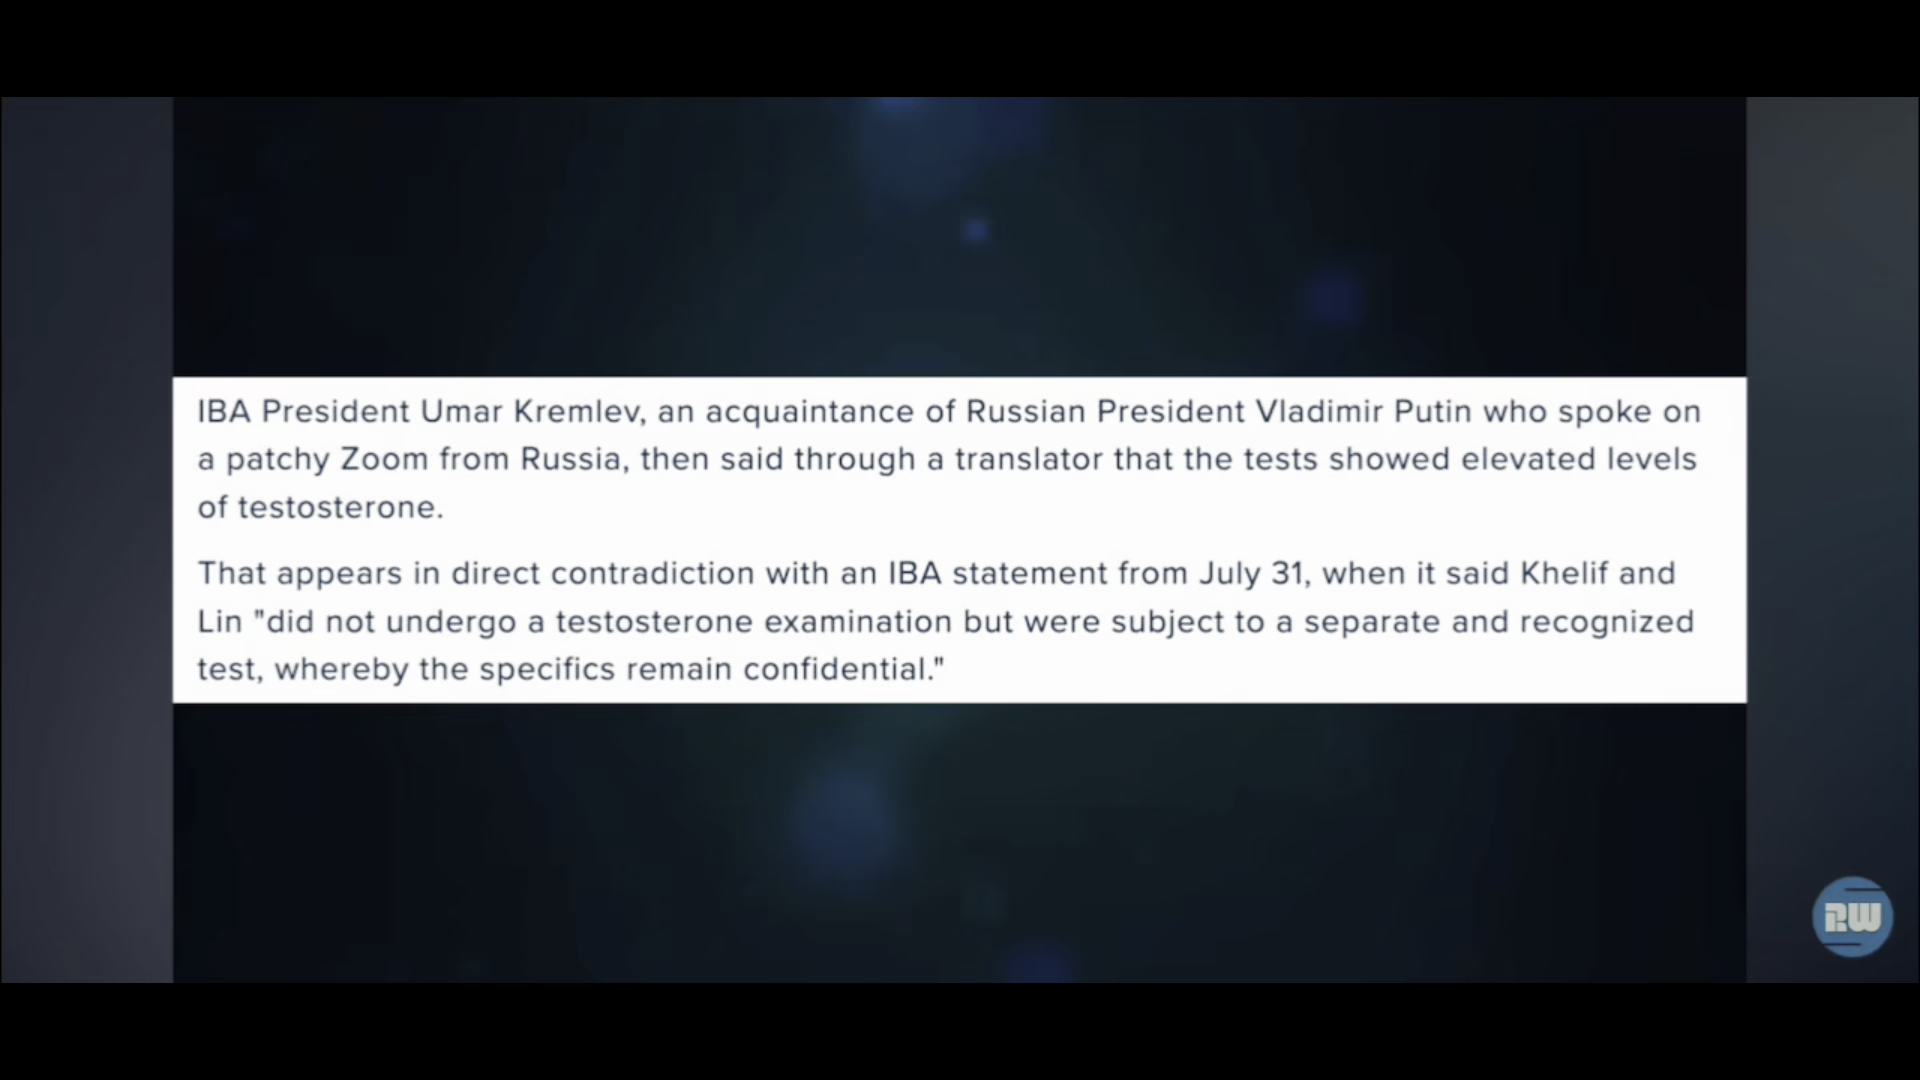 IBA President Umar Kremlev, an acquaintance of Russian President Vladimir Putin who spoke on
a patchy Zoom from Russia, then said through a translator that the tests showed elevated levels
of testosterone.
That appears in direct contradiction with an IBA statement from July 31, when it said Khelif and
Lin "did not undergo a testosterone examination but were subject to a separate and recognized
test, whereby the specifics remain confidential."
RW